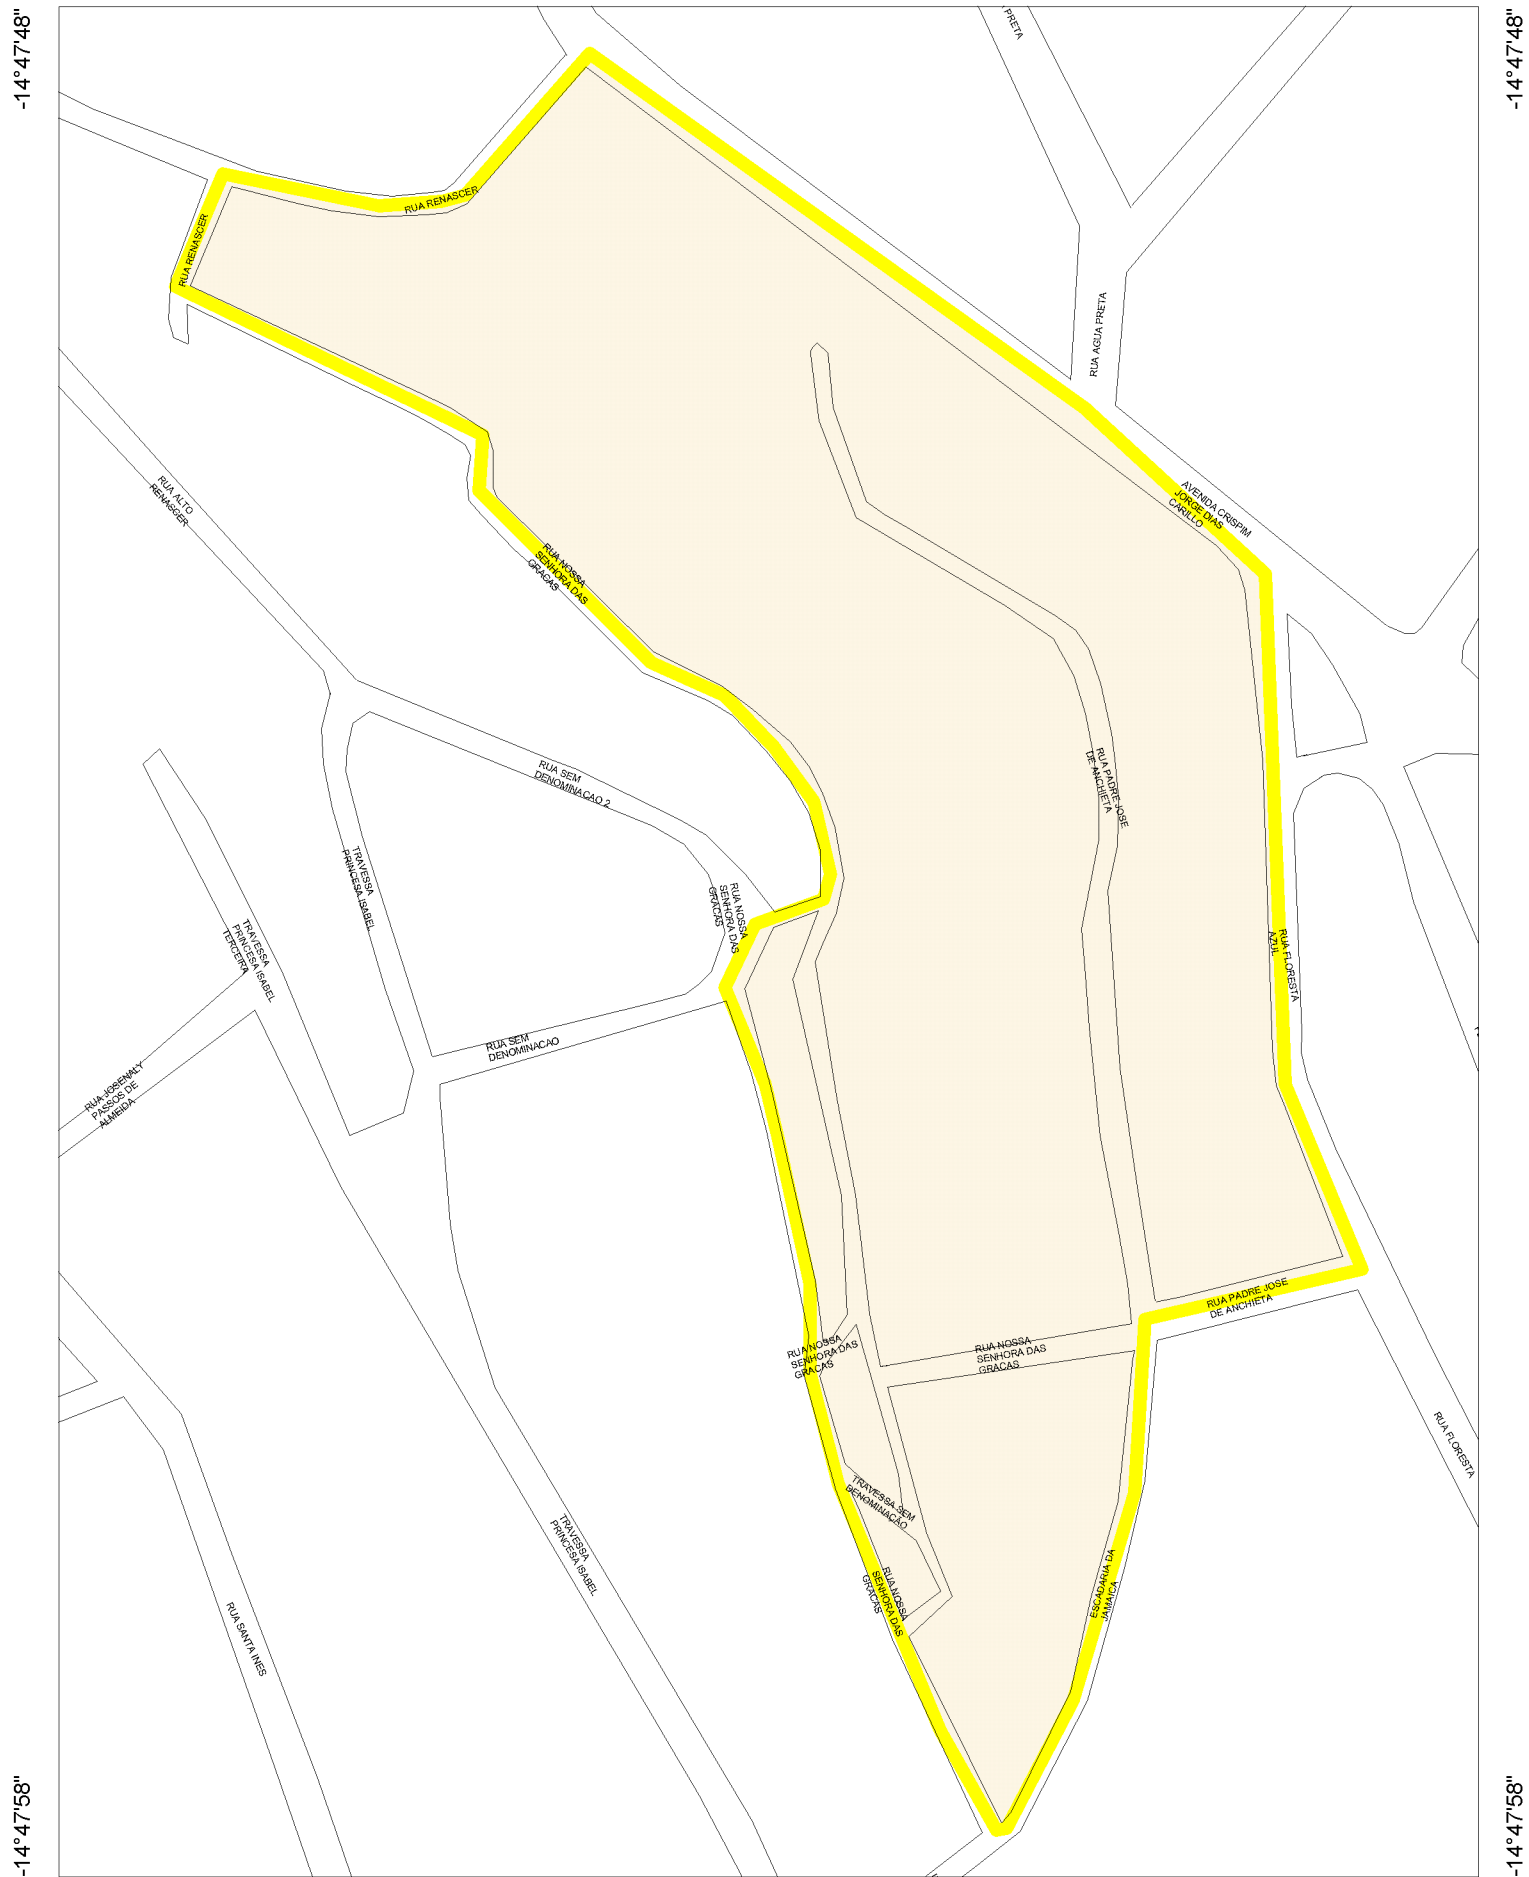 -14°47'48"
-14°47'48"
PRETA
RUA RENASCER
RUA RENASCER
RUA AGUA PRETA
RUA ALTO
RENASCER
AVENIDA CRISPIM
JORGE DIAS
CARILLO
RUA NOSSA
SENHORA DAS
GRACAS
RUA SEM
DENOMINACAO 2
RUA PADRE JOSE
DE ANCHIETA
TRAVESSA
PRINCESA ISABEL
RUA NOSSA
SENHORA DAS
GRACAS
TRAVESSA
PRINCESA ISABEL
TERCEIRA
RUA FLORESTA
AZUL
RUA SEM
DENOMINACAO
RUA JOSENALY
PASSOS DE
ALMEIDA
RUA PADRE JOSE
DE ANCHIETA
RUA NOSSA
SENHORA DAS
GRACAS
RUA NOSSA
SENHORA DAS
GRACAS
RUA FLORESTA
TRAVESSA SEM
DENOMINACAO
TRAVESSA
PRINCESA ISABEL
RUA NOSSA
SENHORA DAS
GRACAS
ESCADARIA DA
JAMAICA
RUA SANTA INES
-14°47'58"
-14°47'58"